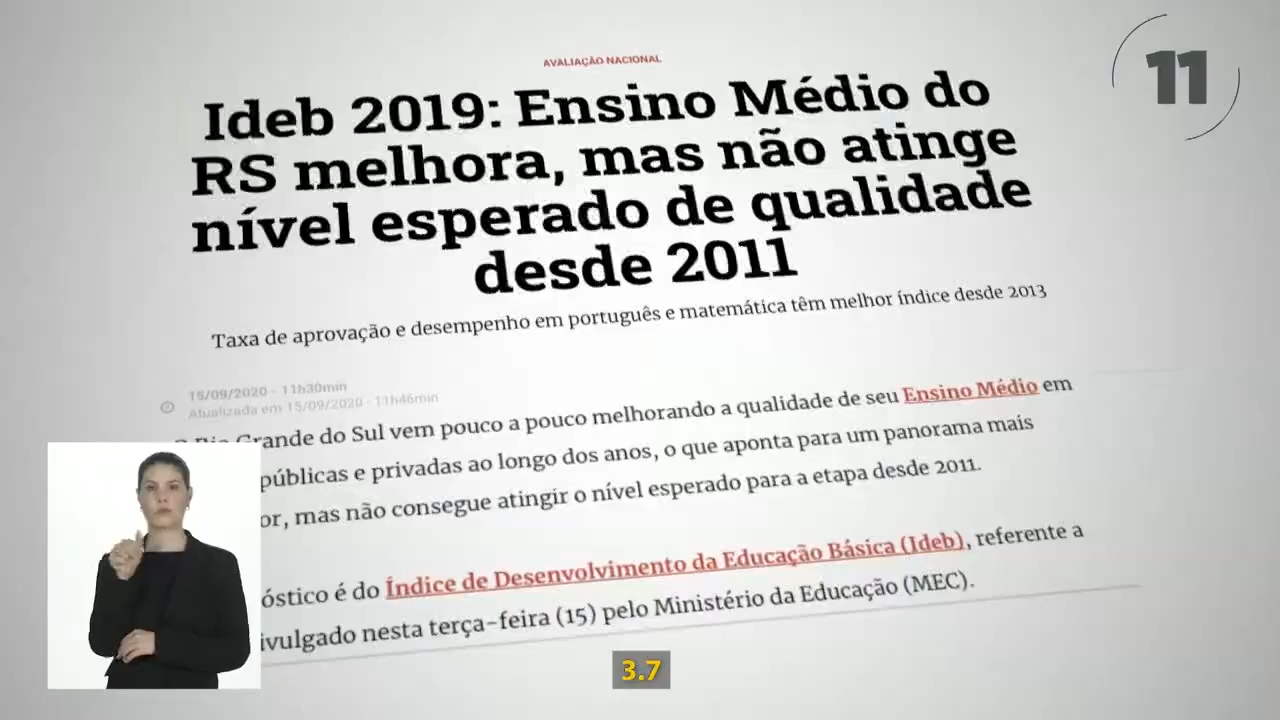 AVALIAÇÃO NACIONAL
11
Ideb 2019: Ensino Médio do
RS melhora, mas não atinge
nível esperado de qualidade
desde 2011
Taxa de aprovação e desempenho em português e matemática têm melhor índice desde 2013
15/09/2020 - 11h30min
Atualizada em 15/09/2020 - 11h46min
Grande do Sul vem pouco a pouco melhorando a qualidade de seu Ensino Médio em
públicas e privadas ao longo dos anos, o que aponta para um panorama mais
or, mas não consegue atingir o nível esperado para a etapa desde 2011.
óstico é do Índice de Desenvolvimento da Educação Básica (Ideb), referente a
ivulgado nesta terça-feira (15) pelo Ministério da Educação (MEC).
3.7